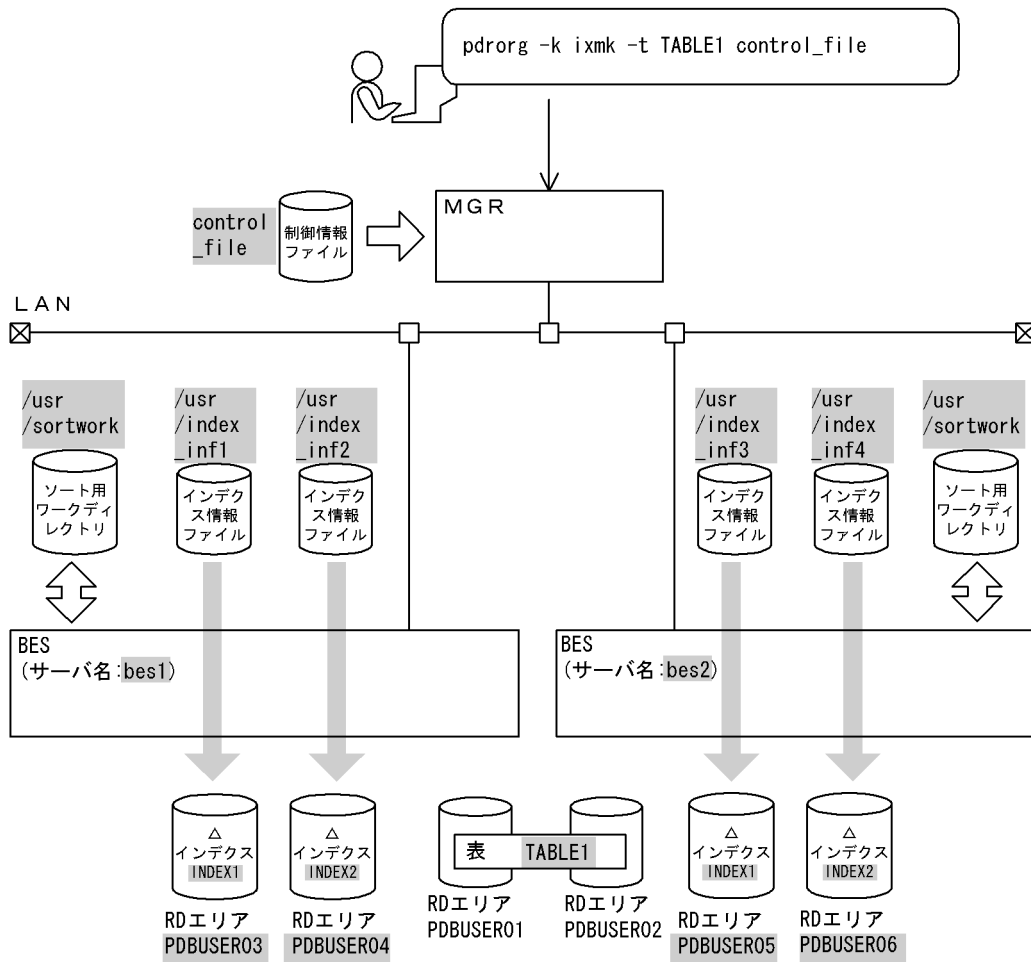 pdrorg -k ixmk -t TABLE1 control_file
MGR
control
_file
制御情報
ファイル
LAN
/usr
/sortwork
/usr
/index
_inf1
/usr
/index
_inf2
/usr
/index
_inf3
/usr
/index
_inf4
/usr
/sortwork
ソート用
ワークディ
レクトリ
インデク
ス情報
ファイル
インデク
ス情報
ファイル
インデク
ス情報
ファイル
インデク
ス情報
ファイル
ソート用
ワークディ
レクトリ
BES
(サーバ名:bes1)
BES
(サーバ名:bes2)
△
インデクス
INDEX1
△
インデクス
INDEX2
表 TABLE1
△
インデクス
INDEX1
△
インデクス
INDEX2
RDエリア
PDBUSER03
RDエリア
PDBUSER04
RDエリア
PDBUSER01
RDエリア
PDBUSER02
RDエリア
PDBUSER05
RDエリア
PDBUSER06